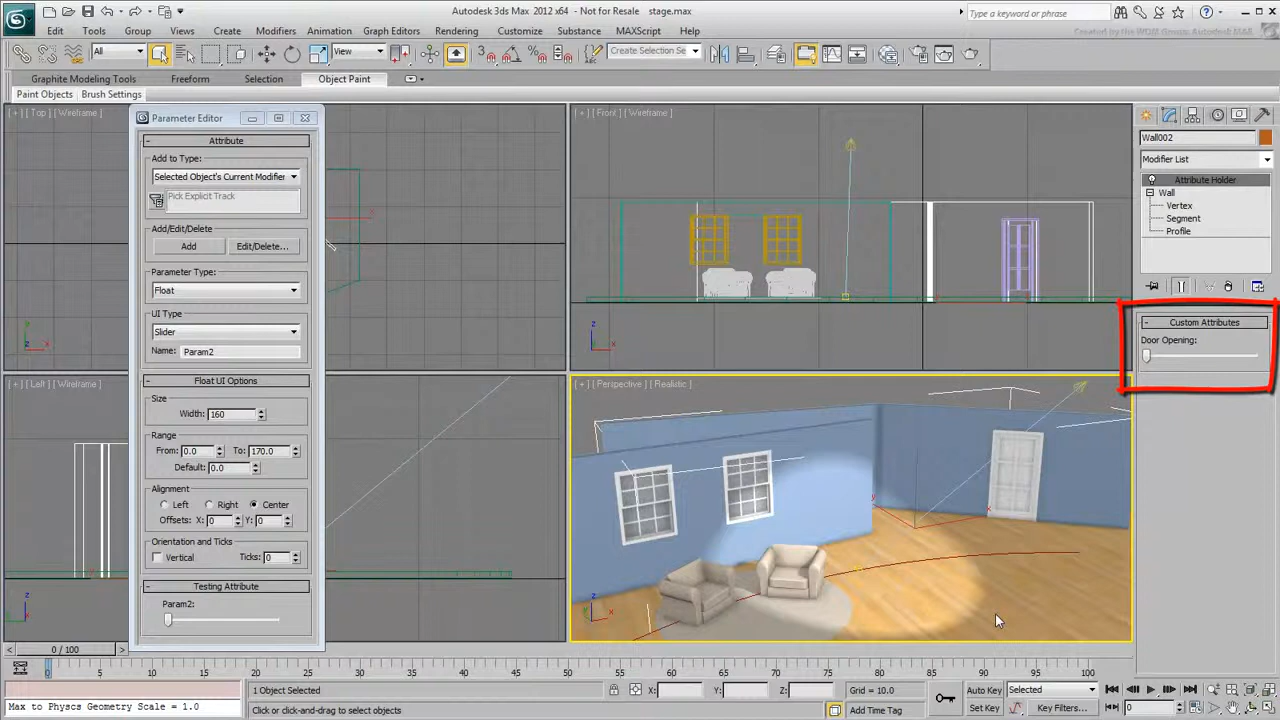 Autodesk 3ds Max 2012 x64 - Not for Resale stage.max
Type a keyword or phrase
Edit Tools Group Views Create Modifiers Animation Graph Editors Rendering Customize Substance MAXScript Help
All View Create Selection Se
Graphite Modeling Tools Freeform Selection Object Paint
Paint Objects Brush Settings
[ + ] [ Top ] [ Wireframe ]
[ + ] [ Front ] [ Wireframe ]
Parameter Editor
Attribute
Add to Type:
Selected Object's Current Modifier
Pick Explicit Track
Add/Edit/Delete
Add Edit/Delete...
Parameter Type:
Float
UI Type
Slider
Name: Param2
Float UI Options
Size
Width: 160
Range
From: 0.0 To: 170.0
Default: 0.0
Alignment
Left Right Center
Offsets: X: 0 Y: 0
Orientation and Ticks
Vertical Ticks: 0
Testing Attribute
Param2:
[ + ] [ Left ] [ Wireframe ]
[ + ] [ Perspective ] [ Realistic ]
Wall002
Modifier List
Attribute Holder
Wall
Vertex
Segment
Profile
Custom Attributes
Door Opening:
0 / 100
0 20 25 30 35 40 45 50 55 60 65 70 75 80 85 90 95 100
1 Object Selected
X: Y: Z: Grid = 10.0
Auto Key Selected
Max to Physcs Geometry Scale = 1.0
Click or click-and-drag to select objects
Add Time Tag
Set Key Key Filters... 0